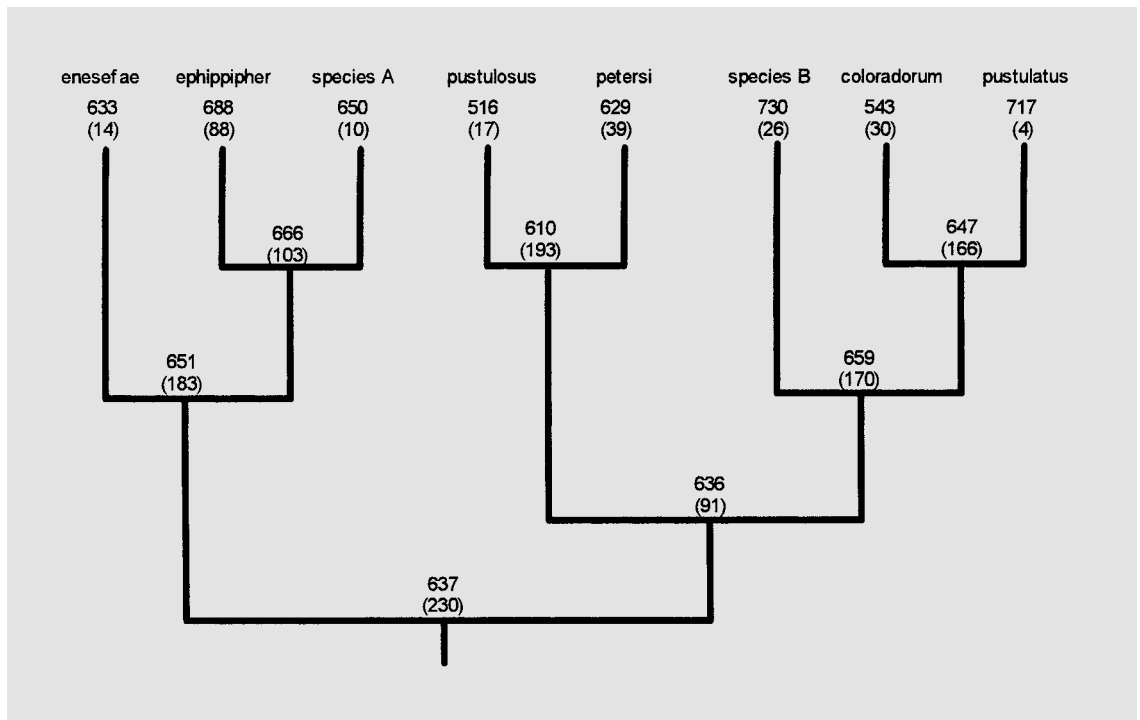 enesefae ephippipher species A pustulosus petersi species B coloradorum pustulatus
633 688 650 516 629 730 543 717
(14) (88) (10) (17) (39) (26) (30) (4)
666 610 647
(103) (193) (166)
651 659
(183) (170)
636
(91)
637
(230)